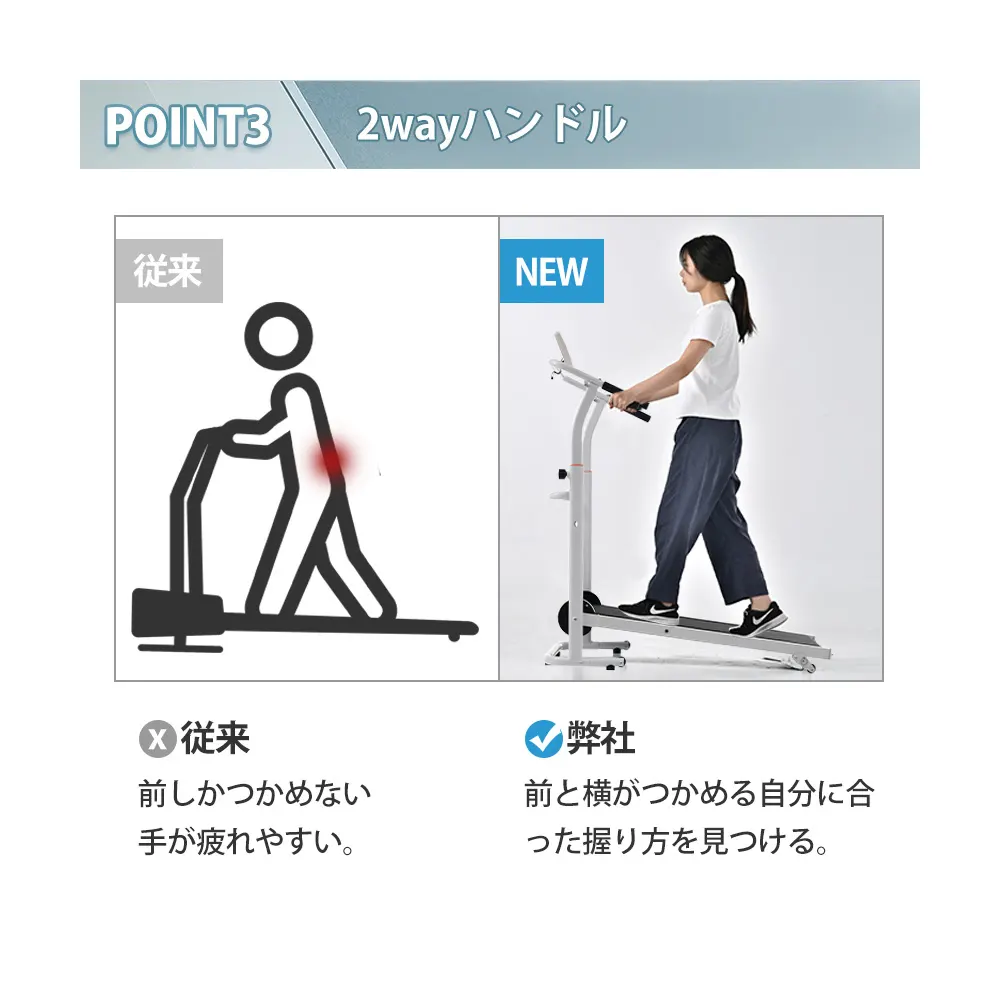 POINT3
2wayハンドル
従来
NEW
X従来
前しかつかめない
手が疲れやすい。
弊社
前と横がつかめる自分に合
った握り方を見つける。